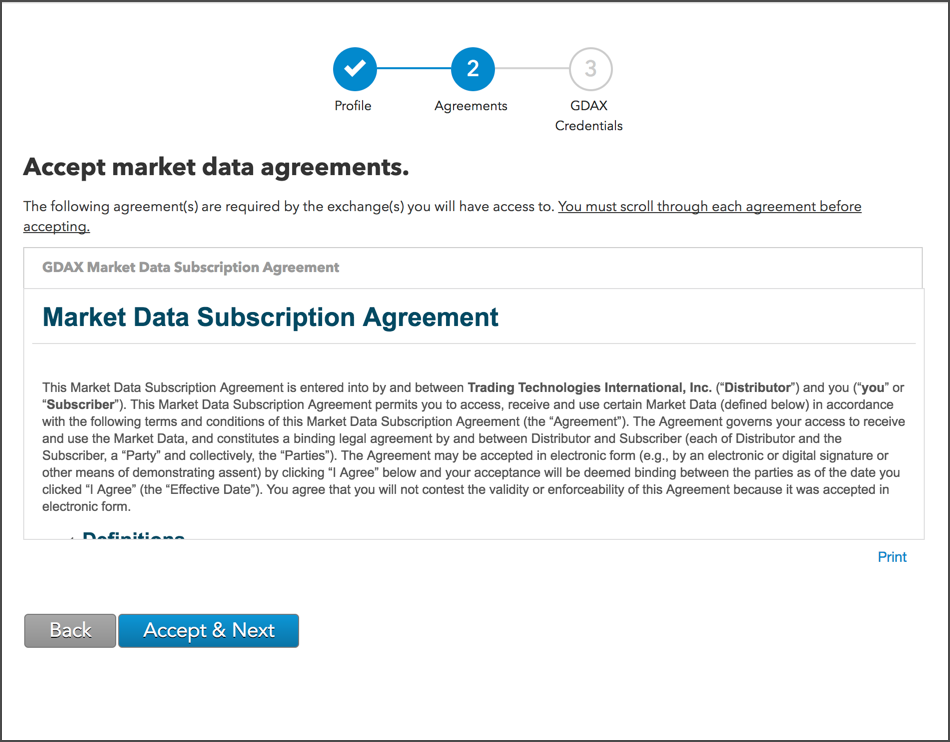 2
3
Profile
Agreements
GDAX
Credentials
Accept market data agreements.
The following agreement(s) are required by the exchange(s) you will have access to. You must scroll through each agreement before
accepting.
GDAX Market Data Subscription Agreement
Market Data Subscription Agreement
This Market Data Subscription Agreement is entered into by and between Trading Technologies International, Inc. (“Distributor”) and you (“you” or
“Subscriber”). This Market Data Subscription Agreement permits you to access, receive and use certain Market Data (defined below) in accordance
with the following terms and conditions of this Market Data Subscription Agreement (the “Agreement”). The Agreement governs your access to receive
and use the Market Data, and constitutes a binding legal agreement by and between Distributor and Subscriber (each of Distributor and the
Subscriber, a “Party” and collectively, the “Parties”). The Agreement may be accepted in electronic form (e.g., by an electronic or digital signature or
other means of demonstrating assent) by clicking “I Agree” below and your acceptance will be deemed binding between the parties as of the date you
clicked “I Agree” (the “Effective Date”). You agree that you will not contest the validity or enforceability of this Agreement because it was accepted in
electronic form.
Definitions
Print
Back
Accept & Next